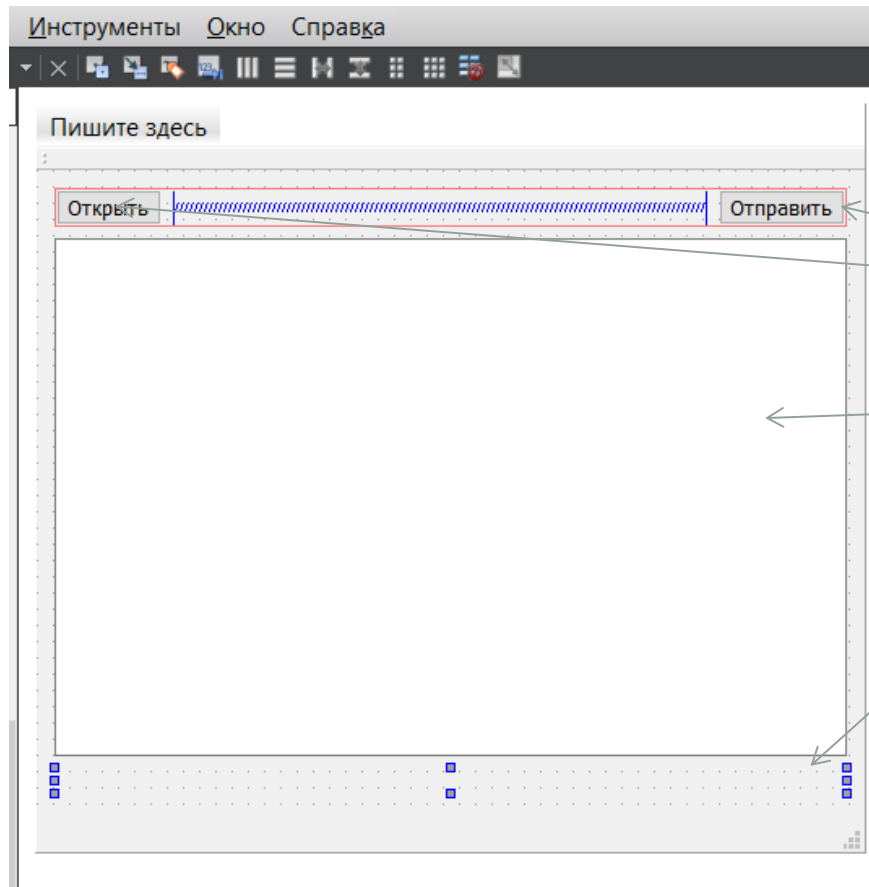 Инструменты Окно Справка
Пишите здесь
Открыть Отправить